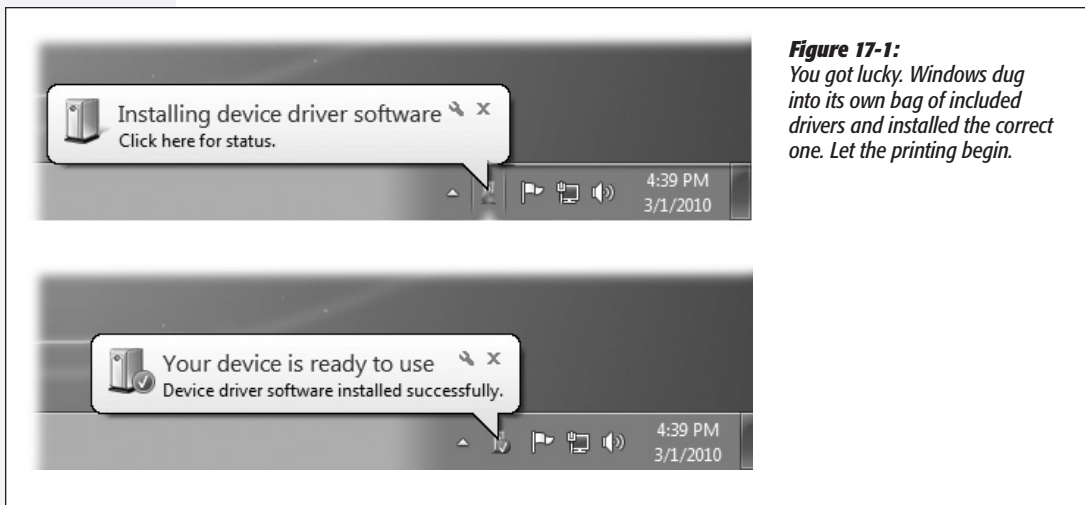 Installing device driver software
Click here for status.
4:39 PM
3/1/2010
Figure 17-1:
You got lucky. Windows dug
into its own bag of included
drivers and installed the correct
one. Let the printing begin.
Your device is ready to use
Device driver software installed successfully.
4:39 PM
3/1/2010